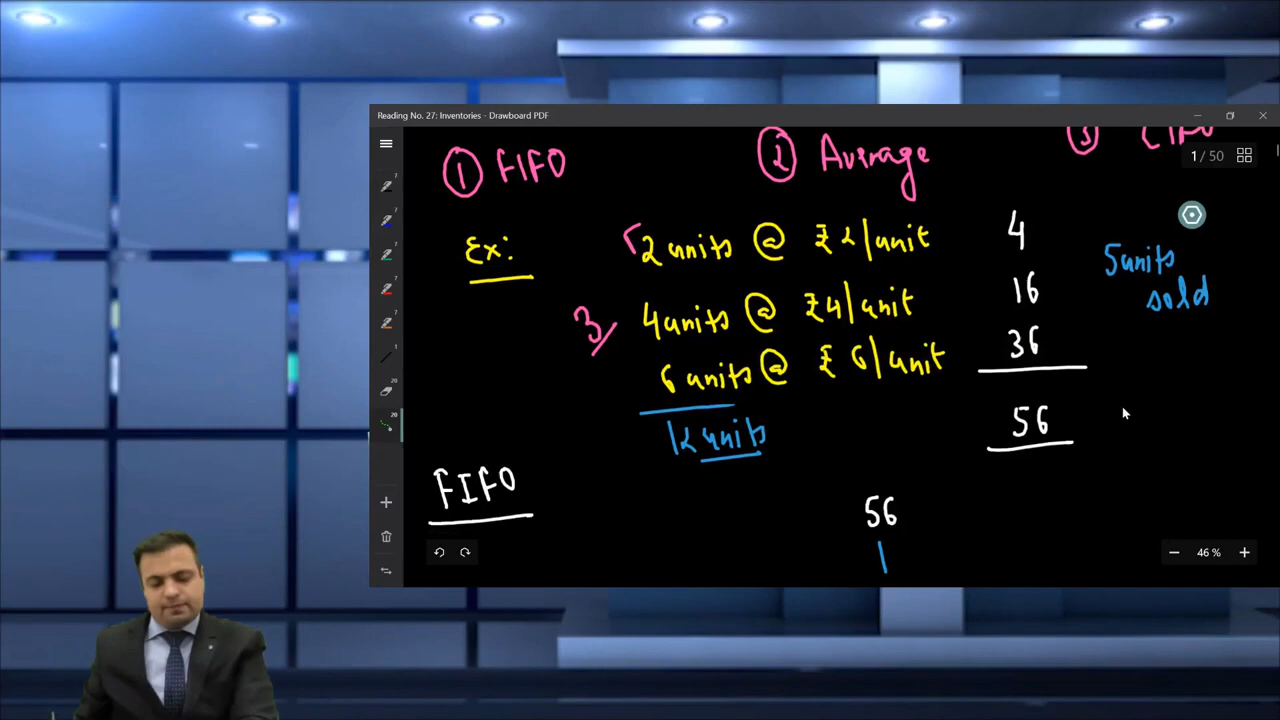 Reading No. 27: Inventories - Drawboard PDF
1 / 50
① FIFO ② Average ③ LIFO
Ex: 2 units @ ₹2/unit 4
5 units sold
3/ 4 units @ ₹4/unit 16
6 units @ ₹6/unit 36
12 units 56
FIFO
56
46 %